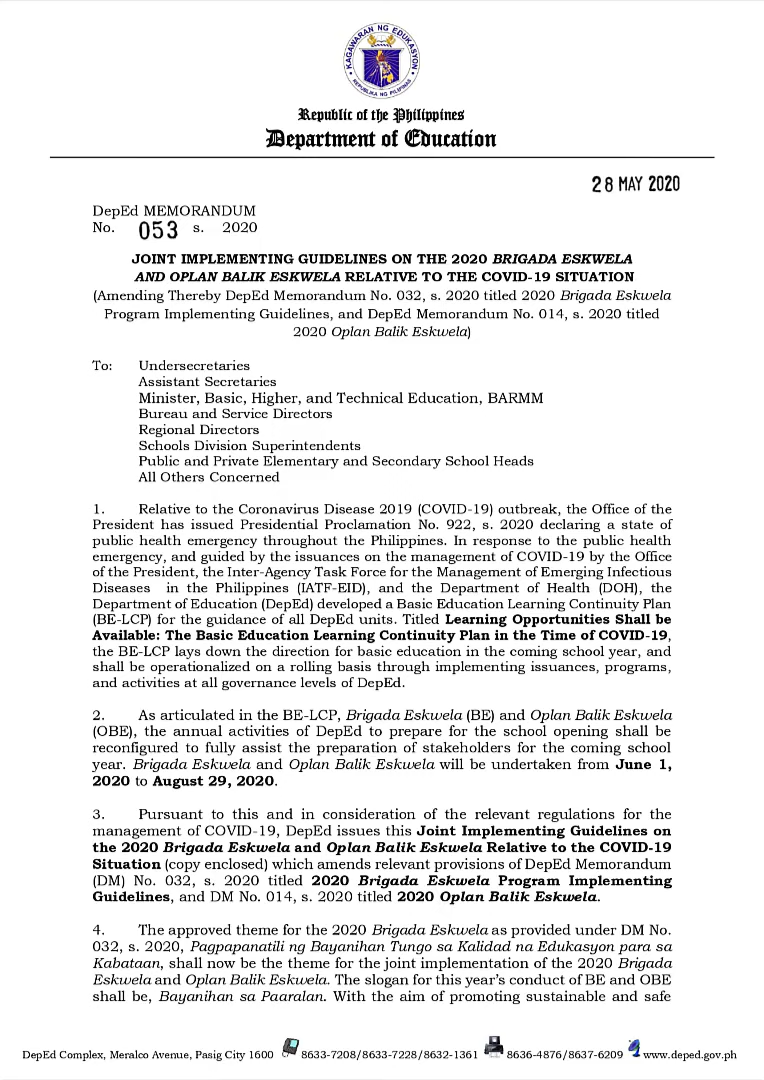 KAGAWARAN NG EDUKASYON
REPUBLIKA NG PILIPINAS
Republic of the Philippines
Department of Education
28 MAY 2020
DepEd MEMORANDUM
No. 053 s. 2020
JOINT IMPLEMENTING GUIDELINES ON THE 2020 BRIGADA ESKWELA
AND OPLAN BALIK ESKWELA RELATIVE TO THE COVID-19 SITUATION
(Amending Thereby DepEd Memorandum No. 032, s. 2020 titled 2020 Brigada Eskwela
Program Implementing Guidelines, and DepEd Memorandum No. 014, s. 2020 titled
2020 Oplan Balik Eskwela)
To: Undersecretaries
Assistant Secretaries
Minister, Basic, Higher, and Technical Education, BARMM
Bureau and Service Directors
Regional Directors
Schools Division Superintendents
Public and Private Elementary and Secondary School Heads
All Others Concerned
1. Relative to the Coronavirus Disease 2019 (COVID-19) outbreak, the Office of the
President has issued Presidential Proclamation No. 922, s. 2020 declaring a state of
public health emergency throughout the Philippines. In response to the public health
emergency, and guided by the issuances on the management of COVID-19 by the Office
of the President, the Inter-Agency Task Force for the Management of Emerging Infectious
Diseases in the Philippines (IATF-EID), and the Department of Health (DOH), the
Department of Education (DepEd) developed a Basic Education Learning Continuity Plan
(BE-LCP) for the guidance of all DepEd units. Titled Learning Opportunities Shall be
Available: The Basic Education Learning Continuity Plan in the Time of COVID-19,
the BE-LCP lays down the direction for basic education in the coming school year, and
shall be operationalized on a rolling basis through implementing issuances, programs,
and activities at all governance levels of DepEd.
2. As articulated in the BE-LCP, Brigada Eskwela (BE) and Oplan Balik Eskwela
(OBE), the annual activities of DepEd to prepare for the school opening shall be
reconfigured to fully assist the preparation of stakeholders for the coming school
year. Brigada Eskwela and Oplan Balik Eskwela will be undertaken from June 1,
2020 to August 29, 2020.
3. Pursuant to this and in consideration of the relevant regulations for the
management of COVID-19, DepEd issues this Joint Implementing Guidelines on
the 2020 Brigada Eskwela and Oplan Balik Eskwela Relative to the COVID-19
Situation (copy enclosed) which amends relevant provisions of DepEd Memorandum
(DM) No. 032, s. 2020 titled 2020 Brigada Eskwela Program Implementing
Guidelines, and DM No. 014, s. 2020 titled 2020 Oplan Balik Eskwela.
4. The approved theme for the 2020 Brigada Eskwela as provided under DM No.
032, s. 2020, Pagpapanatili ng Bayanihan Tungo sa Kalidad na Edukasyon para sa
Kabataan, shall now be the theme for the joint implementation of the 2020 Brigada
Eskwela and Oplan Balik Eskwela. The slogan for this year's conduct of BE and OBE
shall be, Bayanihan sa Paaralan. With the aim of promoting sustainable and safe
DepEd Complex, Meralco Avenue, Pasig City 1600 8633-7208/8633-7228/8632-1361 8636-4876/8637-6209 www.deped.gov.ph